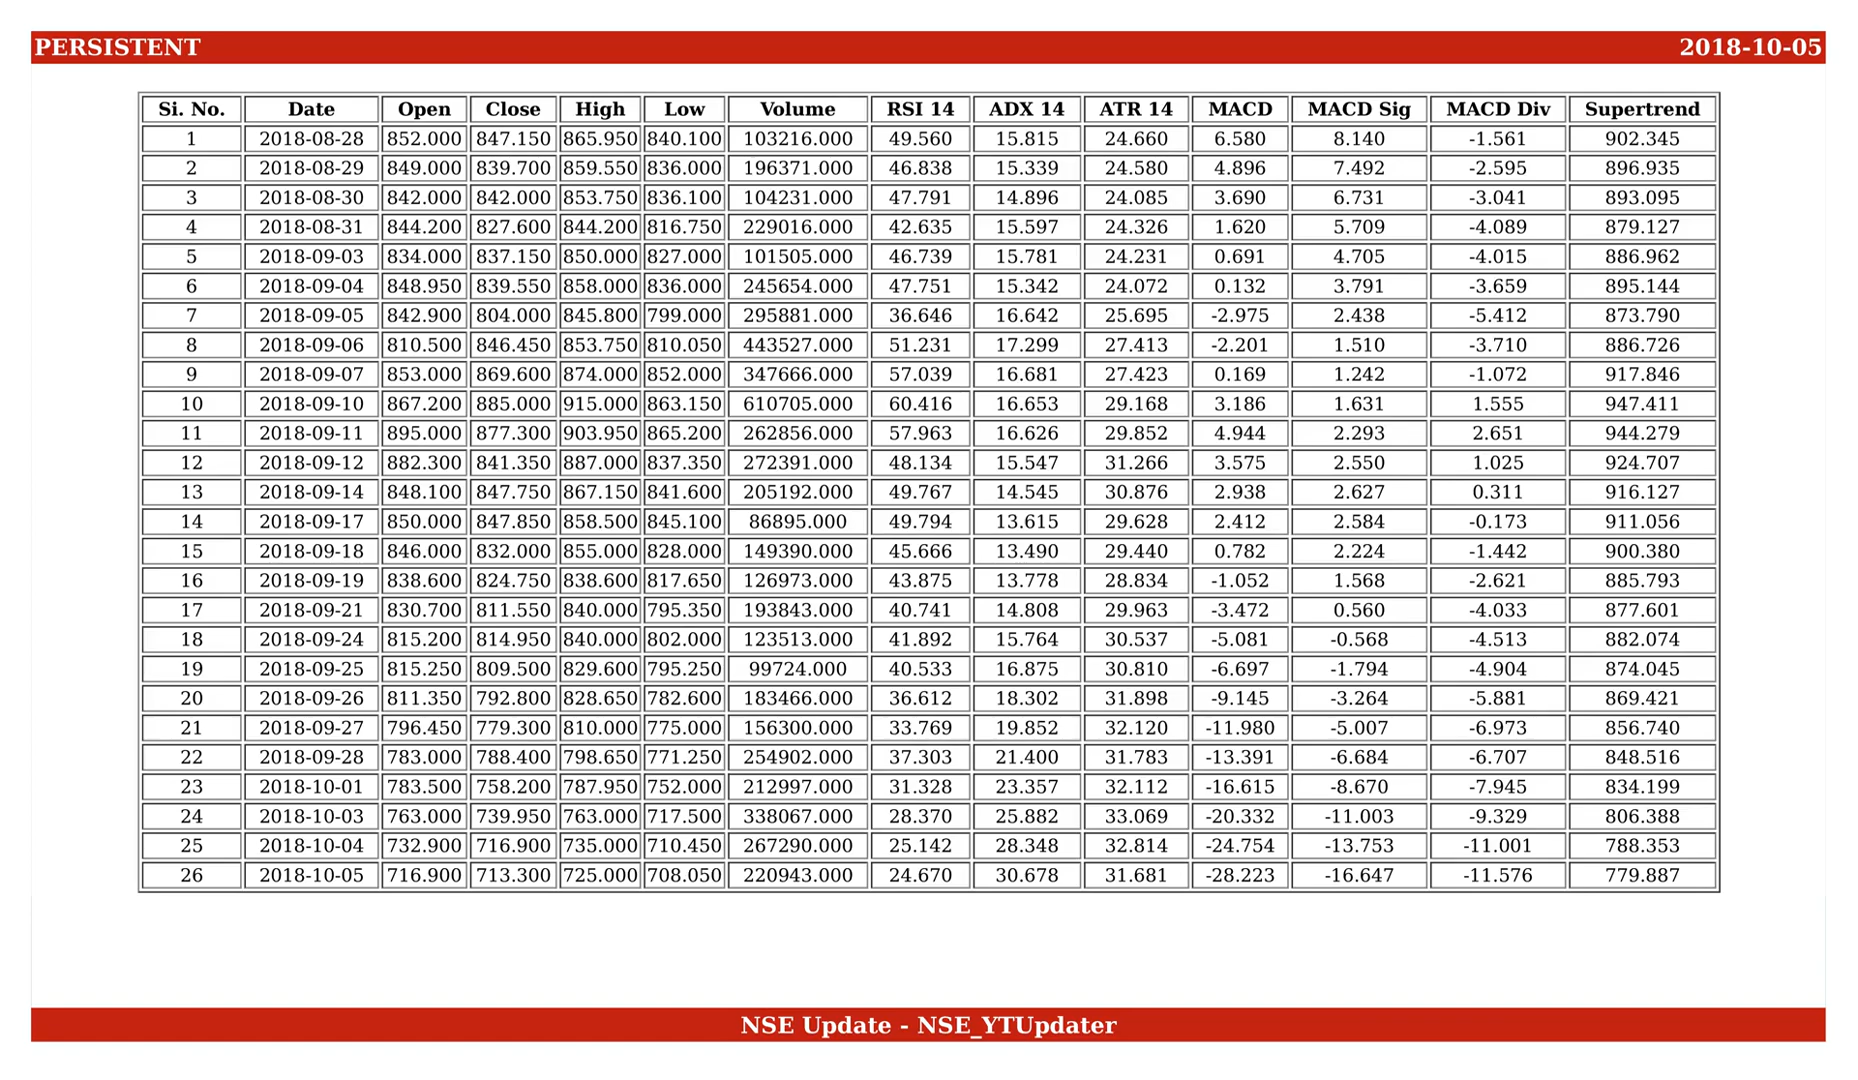 PERSISTENT 2018-10-05
Si. No. Date Open Close High Low Volume RSI 14 ADX 14 ATR 14 MACD MACD Sig MACD Div Supertrend
1 2018-08-28 852.000 847.150 865.950 840.100 103216.000 49.560 15.815 24.660 6.580 8.140 -1.561 902.345
2 2018-08-29 849.000 839.700 859.550 836.000 196371.000 46.838 15.339 24.580 4.896 7.492 -2.595 896.935
3 2018-08-30 842.000 842.000 853.750 836.100 104231.000 47.791 14.896 24.085 3.690 6.731 -3.041 893.095
4 2018-08-31 844.200 827.600 844.200 816.750 229016.000 42.635 15.597 24.326 1.620 5.709 -4.089 879.127
5 2018-09-03 834.000 837.150 850.000 827.000 101505.000 46.739 15.781 24.231 0.691 4.705 -4.015 886.962
6 2018-09-04 848.950 839.550 858.000 836.000 245654.000 47.751 15.342 24.072 0.132 3.791 -3.659 895.144
7 2018-09-05 842.900 804.000 845.800 799.000 295881.000 36.646 16.642 25.695 -2.975 2.438 -5.412 873.790
8 2018-09-06 810.500 846.450 853.750 810.050 443527.000 51.231 17.299 27.413 -2.201 1.510 -3.710 886.726
9 2018-09-07 853.000 869.600 874.000 852.000 347666.000 57.039 16.681 27.423 0.169 1.242 -1.072 917.846
10 2018-09-10 867.200 885.000 915.000 863.150 610705.000 60.416 16.653 29.168 3.186 1.631 1.555 947.411
11 2018-09-11 895.000 877.300 903.950 865.200 262856.000 57.963 16.626 29.852 4.944 2.293 2.651 944.279
12 2018-09-12 882.300 841.350 887.000 837.350 272391.000 48.134 15.547 31.266 3.575 2.550 1.025 924.707
13 2018-09-14 848.100 847.750 867.150 841.600 205192.000 49.767 14.545 30.876 2.938 2.627 0.311 916.127
14 2018-09-17 850.000 847.850 858.500 845.100 86895.000 49.794 13.615 29.628 2.412 2.584 -0.173 911.056
15 2018-09-18 846.000 832.000 855.000 828.000 149390.000 45.666 13.490 29.440 0.782 2.224 -1.442 900.380
16 2018-09-19 838.600 824.750 838.600 817.650 126973.000 43.875 13.778 28.834 -1.052 1.568 -2.621 885.793
17 2018-09-21 830.700 811.550 840.000 795.350 193843.000 40.741 14.808 29.963 -3.472 0.560 -4.033 877.601
18 2018-09-24 815.200 814.950 840.000 802.000 123513.000 41.892 15.764 30.537 -5.081 -0.568 -4.513 882.074
19 2018-09-25 815.250 809.500 829.600 795.250 99724.000 40.533 16.875 30.810 -6.697 -1.794 -4.904 874.045
20 2018-09-26 811.350 792.800 828.650 782.600 183466.000 36.612 18.302 31.898 -9.145 -3.264 -5.881 869.421
21 2018-09-27 796.450 779.300 810.000 775.000 156300.000 33.769 19.852 32.120 -11.980 -5.007 -6.973 856.740
22 2018-09-28 783.000 788.400 798.650 771.250 254902.000 37.303 21.400 31.783 -13.391 -6.684 -6.707 848.516
23 2018-10-01 783.500 758.200 787.950 752.000 212997.000 31.328 23.357 32.112 -16.615 -8.670 -7.945 834.199
24 2018-10-03 763.000 739.950 763.000 717.500 338067.000 28.370 25.882 33.069 -20.332 -11.003 -9.329 806.388
25 2018-10-04 732.900 716.900 735.000 710.450 267290.000 25.142 28.348 32.814 -24.754 -13.753 -11.001 788.353
26 2018-10-05 716.900 713.300 725.000 708.050 220943.000 24.670 30.678 31.681 -28.223 -16.647 -11.576 779.887
NSE Update - NSE_YTUpdater